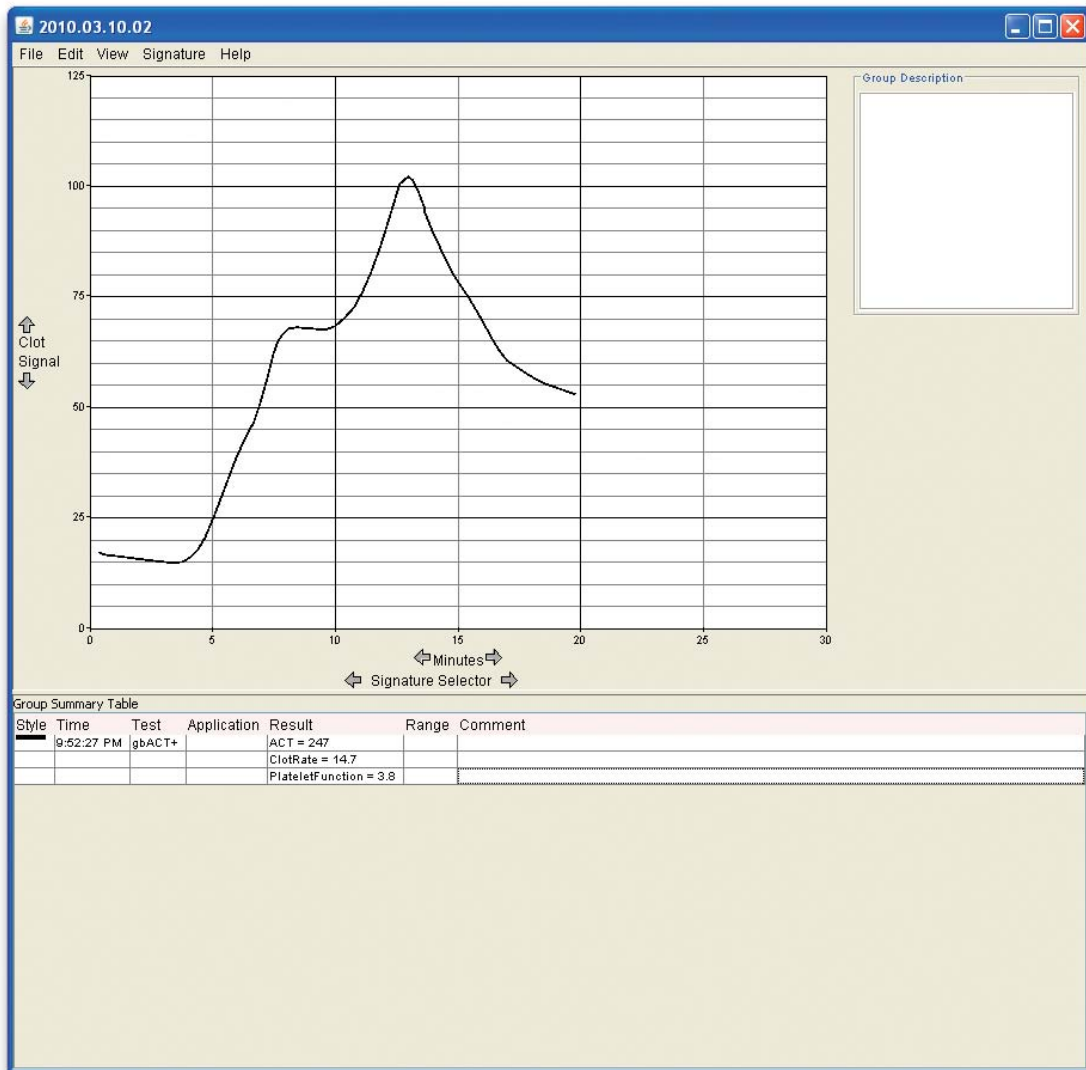 2010.03.10.02
File Edit View Signature Help
125
100
75
50
25
0
Clot
Signal
0 5 10 15 20 25 30
Minutes
Signature Selector
Group Description
Group Summary Table
Style Time Test Application Result Range Comment
9:52:27 PM gbACT+ ACT = 247
ClotRate = 14.7
PlateletFunction = 3.8